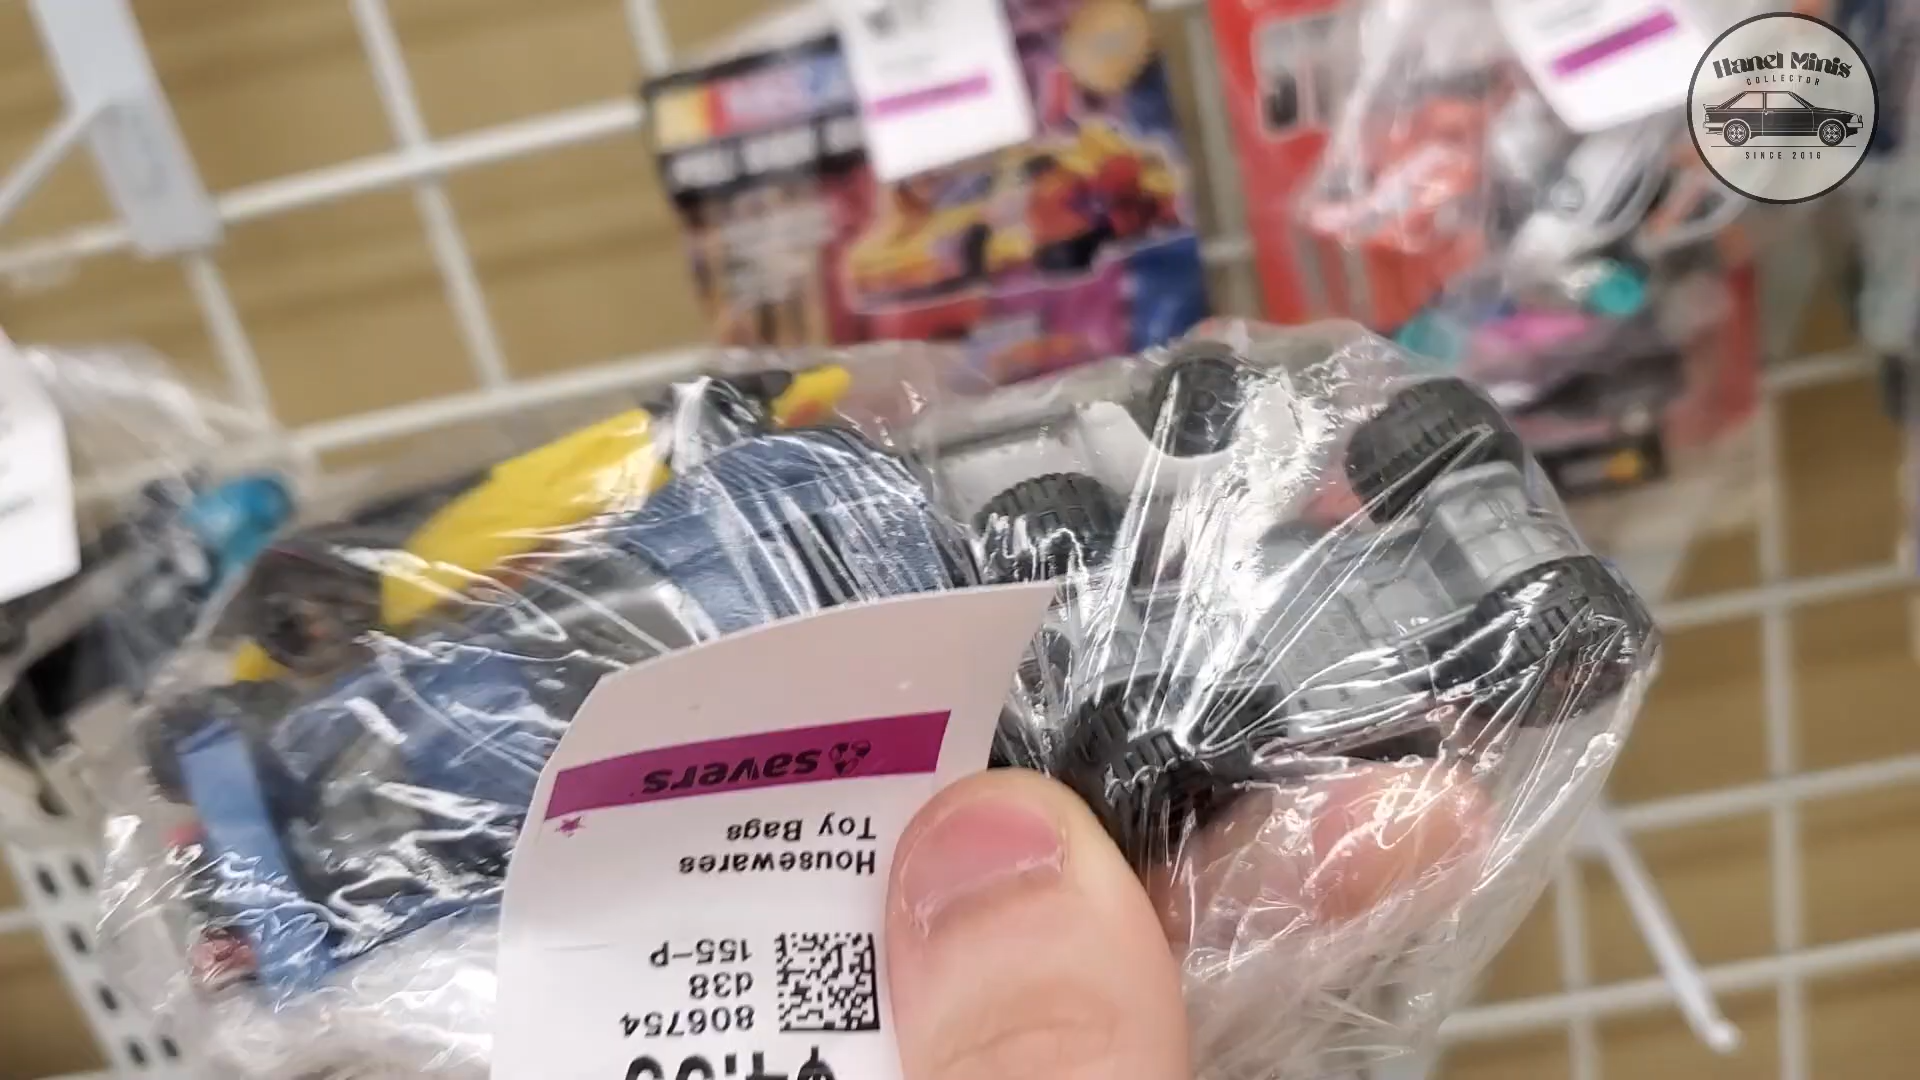 Hanel Minis
COLLECTOR
SINCE 2016
savers
Toy Bags
Housewares
155-P
d38
806754